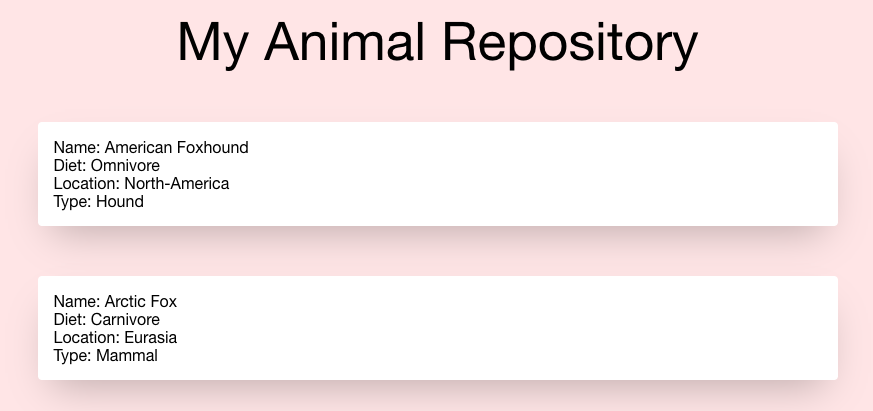 My Animal Repository
Name: American Foxhound
Diet: Omnivore
Location: North-America
Type: Hound
Name: Arctic Fox
Diet: Carnivore
Location: Eurasia
Type: Mammal